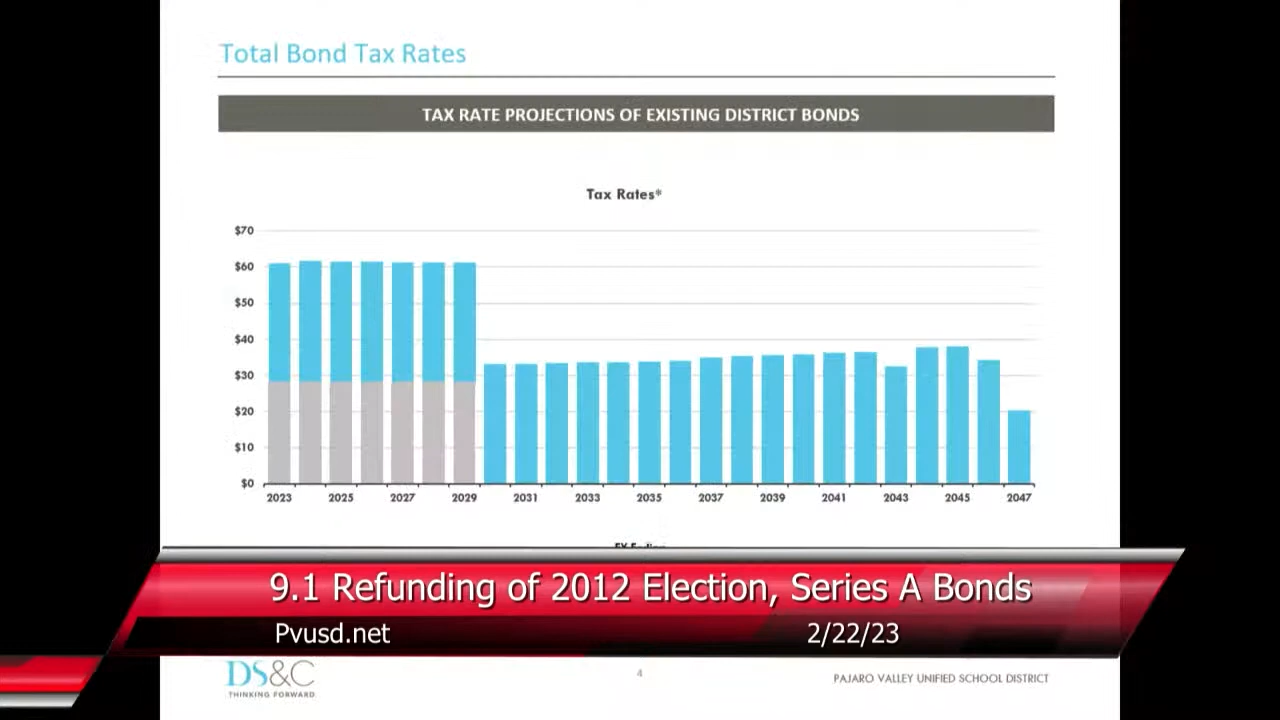 Total Bond Tax Rates
TAX RATE PROJECTIONS OF EXISTING DISTRICT BONDS
Tax Rates*
$70
$60
$50
$40
$30
$20
$10
$0
2023 2025 2027 2029 2031 2033 2035 2037 2039 2041 2043 2045 2047
9.1 Refunding of 2012 Election, Series A Bonds
Pvusd.net 2/22/23
DS&C
THINKING FORWARD
4
PAJARO VALLEY UNIFIED SCHOOL DISTRICT